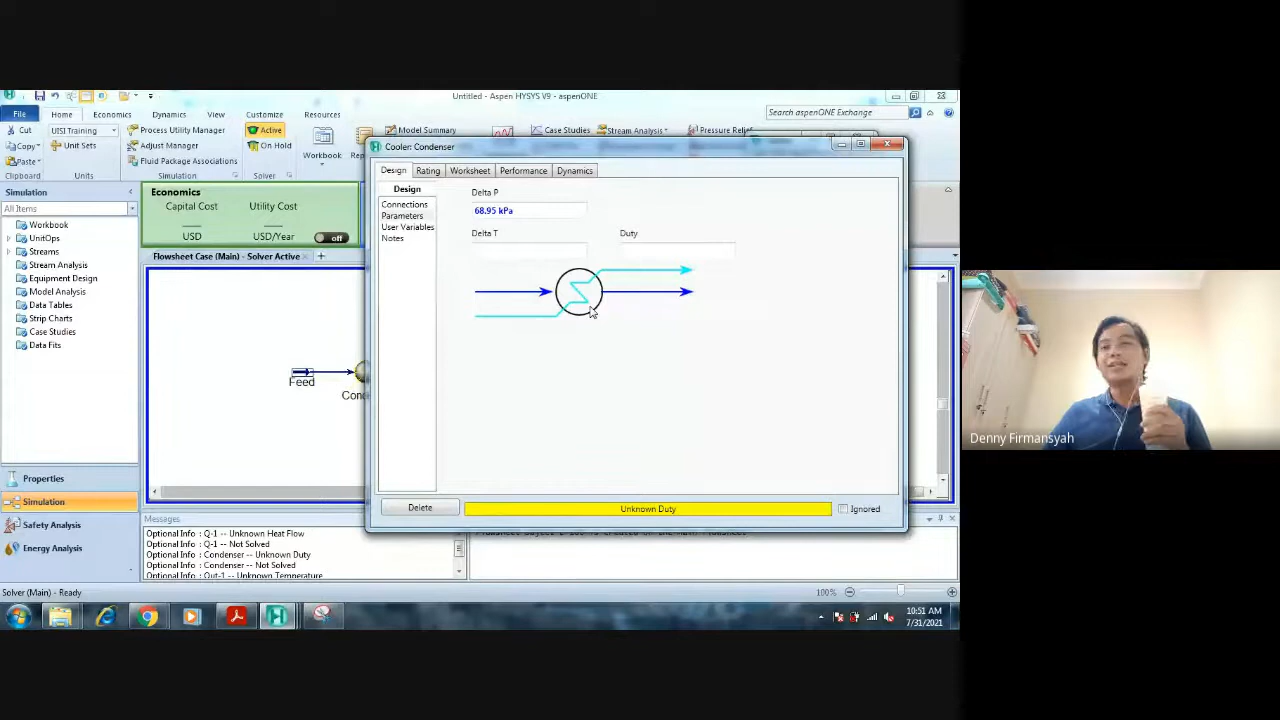 Untitled - Aspen HYSYS V9 - aspenONE
File
Home
Economics
Dynamics
View
Customize
Resources
Search aspenONE Exchange
Cut
Copy
Paste
Clipboard
UISI Training
Unit Sets
Units
Process Utility Manager
Adjust Manager
Fluid Package Associations
Simulation
Active
On Hold
Solver
Workbook
Model Summary
Case Studies
Stream Analysis
Pressure Relief
Simulation
All Items
Workbook
UnitOps
Streams
Stream Analysis
Equipment Design
Model Analysis
Data Tables
Strip Charts
Case Studies
Data Fits
Properties
Simulation
Safety Analysis
Energy Analysis
Economics
Capital Cost
Utility Cost
USD
USD/Year
off
Flowsheet Case (Main) - Solver Active
Feed
Cooler: Condenser
Design
Rating
Worksheet
Performance
Dynamics
Design
Connections
Parameters
User Variables
Notes
Delta P
68.95 kPa
Delta T
Duty
Delete
Unknown Duty
Ignored
Messages
Optional Info : Q-1 -- Unknown Heat Flow
Optional Info : Q-1 -- Not Solved
Optional Info : Condenser -- Unknown Duty
Optional Info : Condenser -- Not Solved
Optional Info : Out-1 -- Unknown Temperature
Solver (Main) - Ready
100%
10:51 AM
7/31/2021
Denny Firmansyah